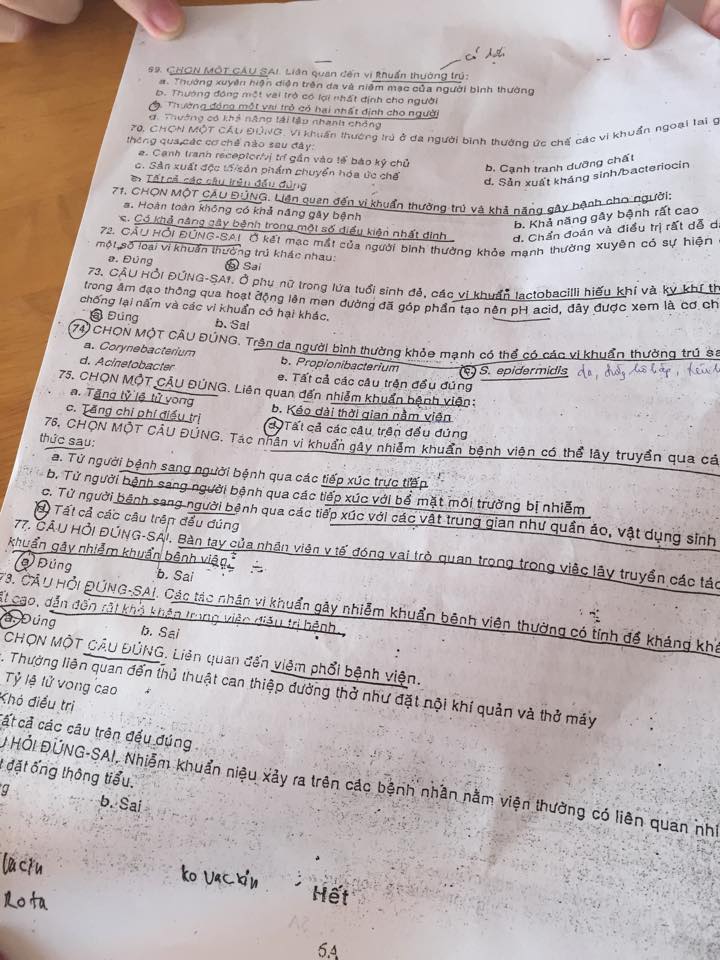 có lợi
69. CHỌN MỘT CÂU SAI. Liên quan đến vi khuẩn thường trú:
a. Thường xuyên hiện diện trên da và niêm mạc của người bình thường
b. Thường đóng một vai trò có lợi nhất định cho người
c. Thường đóng một vai trò có hại nhất định cho người
d. Thường có khả năng tái lập nhanh chóng
70. CHỌN MỘT CÂU ĐÚNG. Vi khuẩn thường trú ở da người bình thường ức chế các vi khuẩn ngoại lai
thông qua các cơ chế nào sau đây:
a. Cạnh tranh receptor/vị trí gắn vào tế bào ký chủ b. Cạnh tranh dưỡng chất
c. Sản xuất độc tố/sản phẩm chuyển hóa ức chế d. Sản xuất kháng sinh/bacteriocin
e. Tất cả các câu trên đều đúng
71. CHỌN MỘT CÂU ĐÚNG. Liên quan đến vi khuẩn thường trú và khả năng gây bệnh cho người:
a. Hoàn toàn không có khả năng gây bệnh b. Khả năng gây bệnh rất cao
c. Có khả năng gây bệnh trong một số điều kiện nhất định d. Chẩn đoán và điều trị rất dễ
72. CÂU HỎI ĐÚNG-SAI. Ở kết mạc mắt của người bình thường khỏe mạnh thường xuyên có sự hiện
một số loại vi khuẩn thường trú khác nhau:
a. Đúng b. Sai
73. CÂU HỎI ĐÚNG-SAI. Ở phụ nữ trong lứa tuổi sinh đẻ, các vi khuẩn lactobacilli hiếu khí và kỵ khí
trong âm đạo thông qua hoạt động lên men đường đã góp phần tạo nên pH acid, đây được xem là cơ
chống lại nấm và các vi khuẩn có hại khác.
a. Đúng b. Sai
74. CHỌN MỘT CÂU ĐÚNG. Trên da người bình thường khỏe mạnh có thể có các vi khuẩn thường trú
a. Corynebacterium b. Propionibacterium c. S. epidermidis da, đường hô hấp,
d. Acinetobacter e. Tất cả các câu trên đều đúng
75. CHỌN MỘT CÂU ĐÚNG. Liên quan đến nhiễm khuẩn bệnh viện:
a. Tăng tỷ lệ tử vong b. Kéo dài thời gian nằm viện
c. Tăng chi phí điều trị d. Tất cả các câu trên đều đúng
76. CHỌN MỘT CÂU ĐÚNG. Tác nhân vi khuẩn gây nhiễm khuẩn bệnh viện có thể lây truyền qua
thức sau:
a. Từ người bệnh sang người bệnh qua các tiếp xúc trực tiếp
b. Từ người bệnh sang người bệnh qua các tiếp xúc với bề mặt môi trường bị nhiễm
c. Từ người bệnh sang người bệnh qua các tiếp xúc với các vật trung gian như quần áo, vật dụng sinh
d. Tất cả các câu trên đều đúng
77. CÂU HỎI ĐÚNG-SAI. Bàn tay của nhân viên y tế đóng vai trò quan trọng trong việc lây truyền các tác
khuẩn gây nhiễm khuẩn bệnh viện.
a. Đúng b. Sai
78. CÂU HỎI ĐÚNG-SAI. Các tác nhân vi khuẩn gây nhiễm khuẩn bệnh viện thường có tính đề kháng
cao, dẫn đến rất khó khăn trong việc điều trị bệnh.
a. Đúng b. Sai
CHỌN MỘT CÂU ĐÚNG. Liên quan đến viêm phổi bệnh viện.
Thường liên quan đến thủ thuật can thiệp đường thở như đặt nội khí quản và thở máy
Tỷ lệ tử vong cao
Khó điều trị
Tất cả các câu trên đều đúng
HỎI ĐÚNG-SAI. Nhiễm khuẩn niệu xảy ra trên các bệnh nhân nằm viện thường có liên quan
đặt ống thông tiểu.
b. Sai
ko vacxin
Rota
Hết
6A